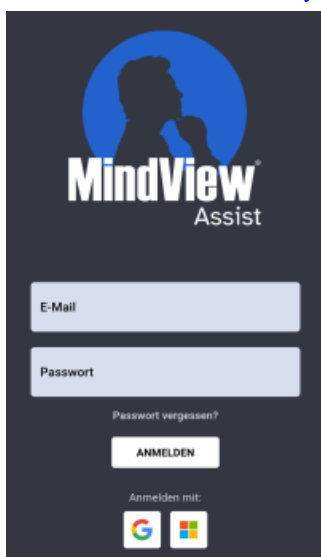 MindView®
Assist
E-Mail
Passwort
Passwort vergessen?
ANMELDEN
Anmelden mit: